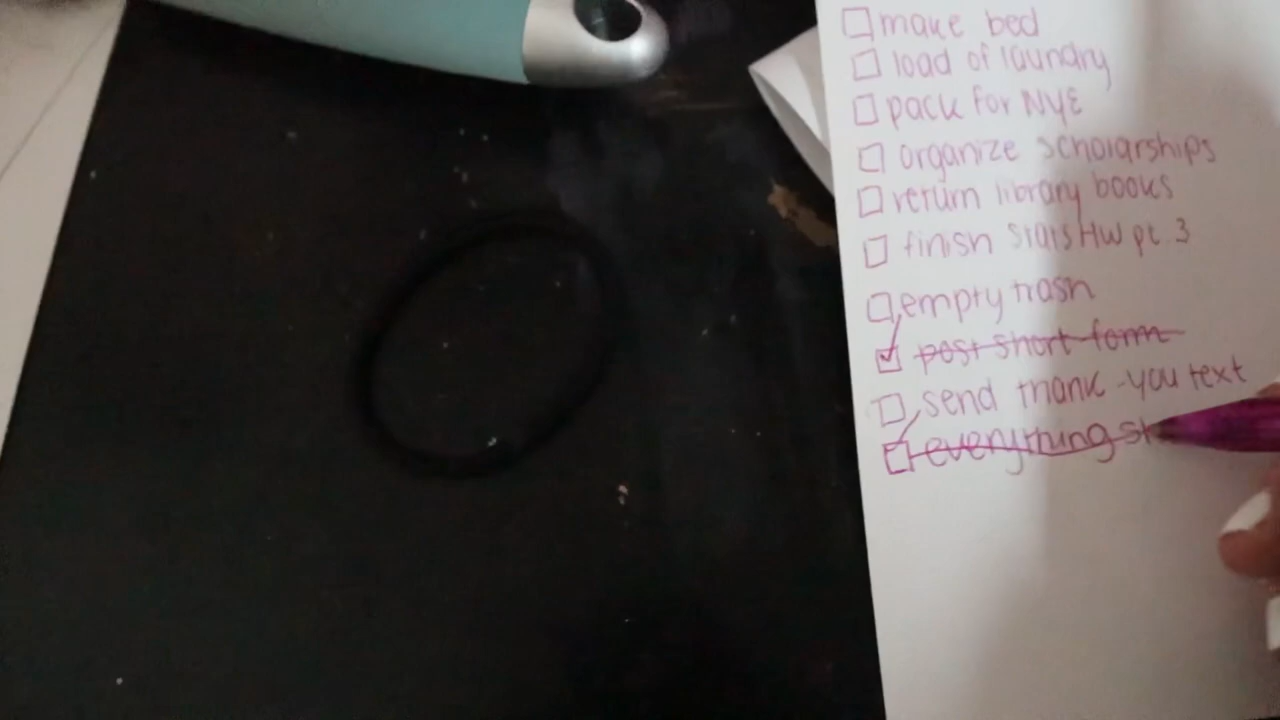 make bed
load of laundry
pack for NYE
organize scholarships
return library books
finish stats HW pt. 3
empty trash
post short form
send thank-you text
everything